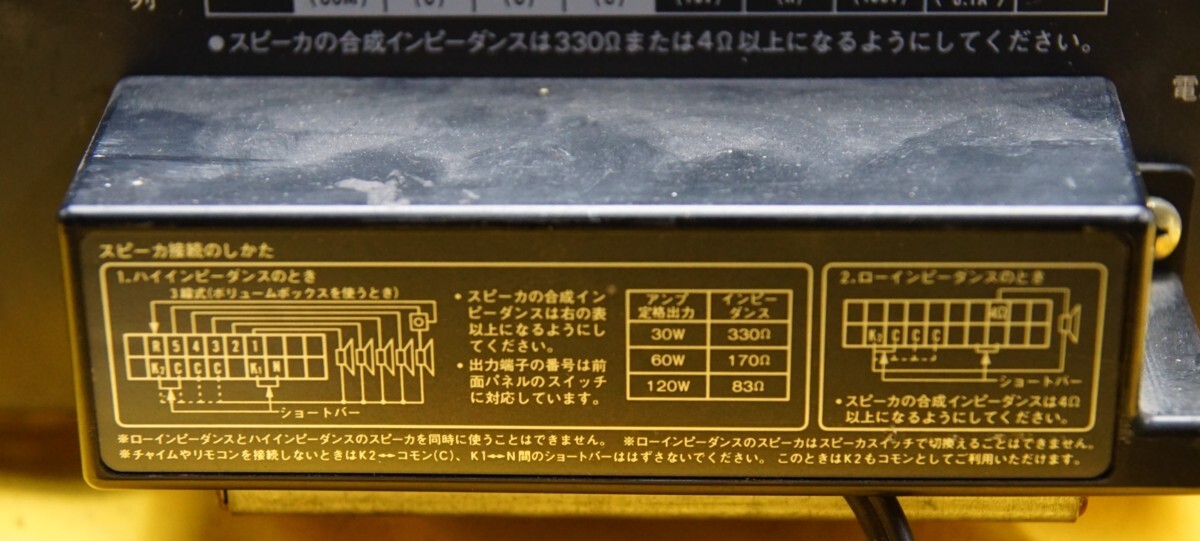 ●スピーカの合成インピーダンスは330Ωまたは4Ω以上になるようにしてください。
電
スピーカ接続のしかた
1.ハイインピーダンスのとき
3線式(ボリュームボックスを使うとき)
R 5 4 3 2 1
K2 C C C K1 N
ショートバー
•スピーカの合成イン
ピーダンスは右の表
以上になるようにし
てください。
•出力端子の番号は前
面パネルのスイッチ
に対応しています。
アンプ定格出力 インピーダンス
30W 330Ω
60W 170Ω
120W 83Ω
2.ローインピーダンスのとき
4Ω
K2 C C C
ショートバー
•スピーカの合成インピーダンスは4Ω
以上になるようにしてください。
※ローインピーダンスとハイインピーダンスのスピーカを同時に使うことはできません。 ※ローインピーダンスのスピーカはスピーカスイッチで切換えることはできません。
※チャイムやリモコンを接続しないときはK2↔コモン(C)、K1↔N間のショートバーははずさないでください。 このときはK2もコモンとしてご利用いただけます。